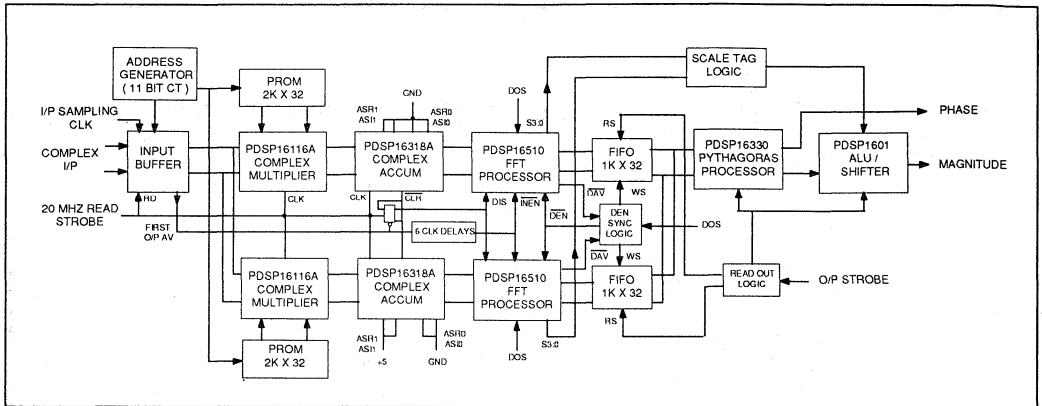 ADDRESS
GENERATOR
( 11 BIT CT )
PROM
2K X 32
GND
ASR1
ASI1
ASR0
ASI0
DOS
S3:0
SCALE TAG
LOGIC
I/P SAMPLING
CLK
COMPLEX
I/P
INPUT
BUFFER
RD
PDSP16116A
COMPLEX
MULTIPLIER
CLK
PDSP16318A
COMPLEX
ACCUM
CLK
CLR
PDSP16510
FFT
PROCESSOR
DIS
INEN
DEN
RS
FIFO
1K X 32
DAV
WS
PDSP16330
PYTHAGORAS
PROCESSOR
PDSP1601
ALU /
SHIFTER
PHASE
MAGNITUDE
20 MHZ READ
STROBE
FIRST
O/P AV
6 CLK DELAYS
DEN
SYNC
LOGIC
DOS
DAV
WS
PDSP16116A
COMPLEX
MULTIPLIER
PDSP16318A
COMPLEX
ACCUM
PDSP16510
FFT
PROCESSOR
FIFO
1K X 32
RS
READ OUT
LOGIC
O/P STROBE
PROM
2K X 32
ASR1
ASI1
+5
ASR0
ASI0
GND
DOS
S3:0